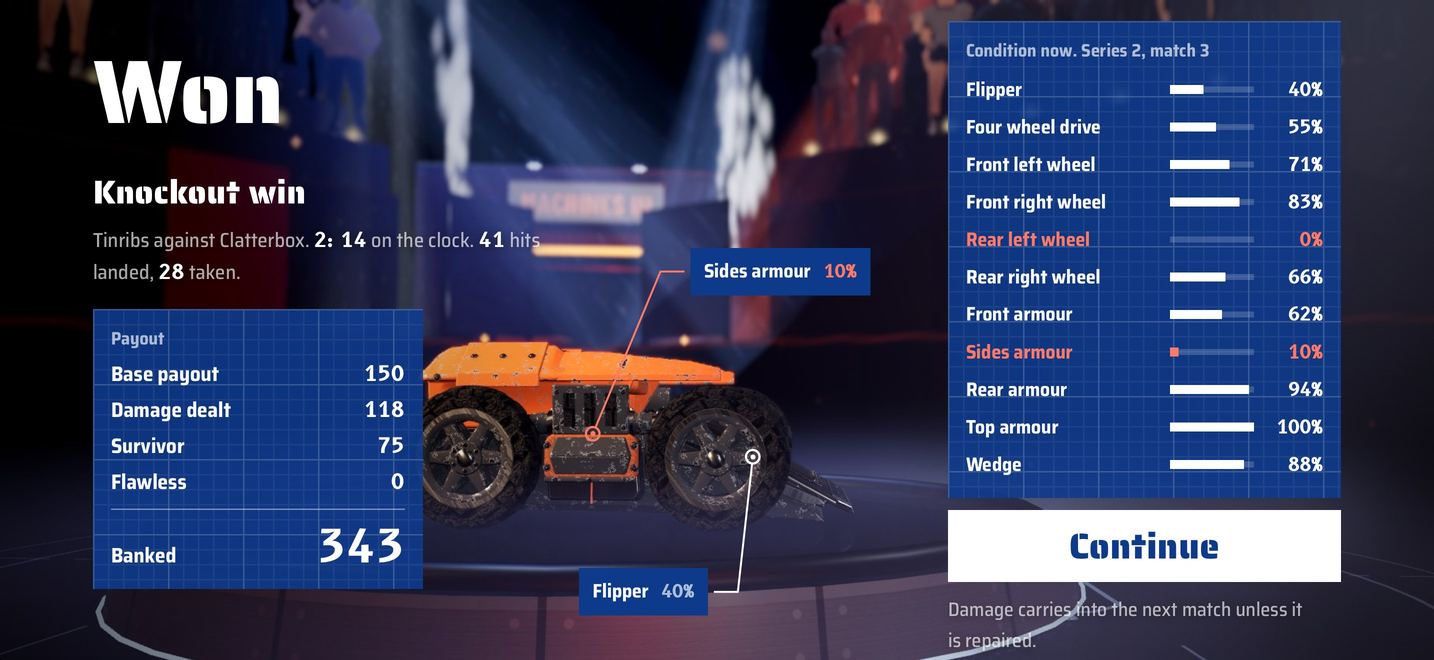 Won
Knockout win
Tinribs against Clatterbox. 2: 14 on the clock. 41 hits
landed, 28 taken.
Payout
Base payout 150
Damage dealt 118
Survivor 75
Flawless 0
Banked 343
Sides armour 10%
Flipper 40%
Condition now. Series 2, match 3
Flipper 40%
Four wheel drive 55%
Front left wheel 71%
Front right wheel 83%
Rear left wheel 0%
Rear right wheel 66%
Front armour 62%
Sides armour 10%
Rear armour 94%
Top armour 100%
Wedge 88%
Continue
Damage carries into the next match unless it
is repaired.